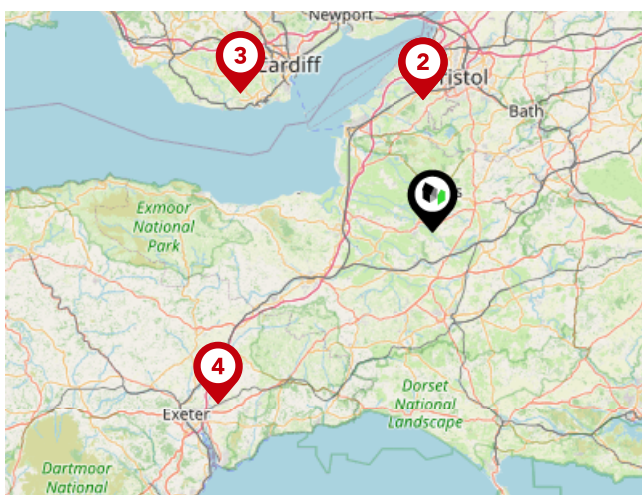 Newport
3
Cardiff
2
Bristol
Bath
Exmoor
National
Park
4
Exeter
Dorset
National
Landscape
Dartmoor
National